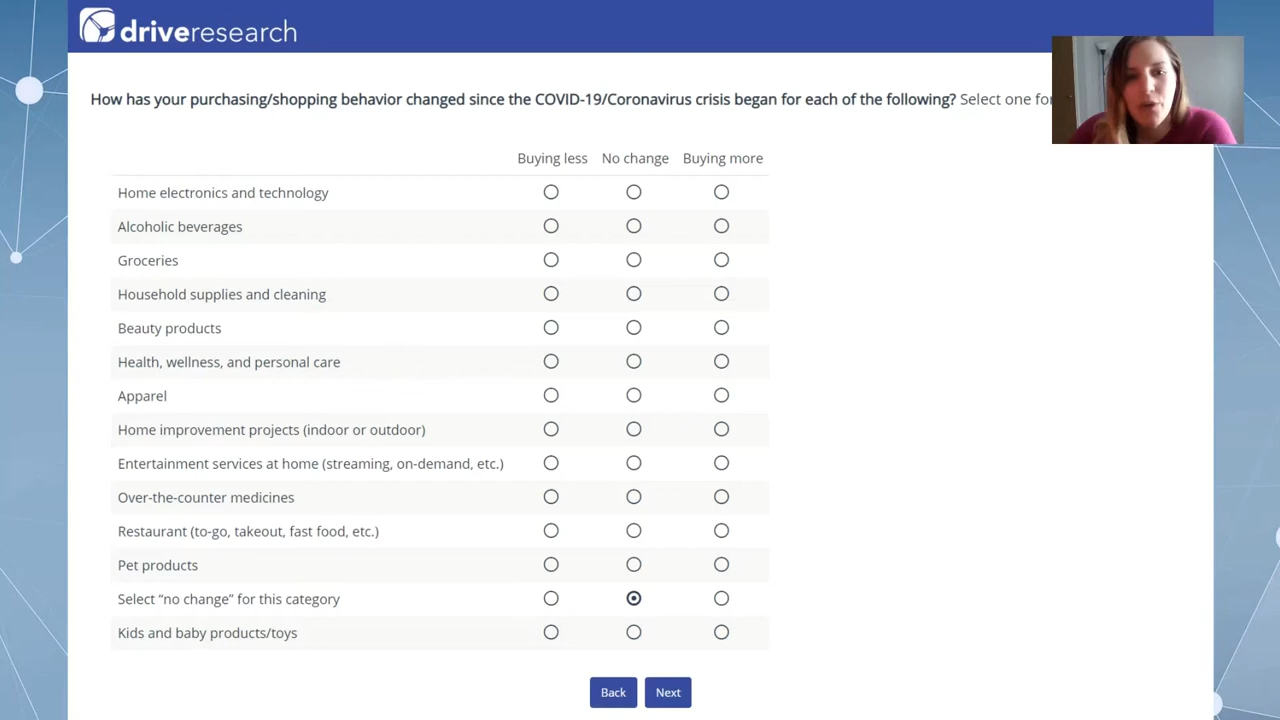 driveresearch
How has your purchasing/shopping behavior changed since the COVID-19/Coronavirus crisis began for each of the following? Select one for
Buying less No change Buying more
Home electronics and technology
Alcoholic beverages
Groceries
Household supplies and cleaning
Beauty products
Health, wellness, and personal care
Apparel
Home improvement projects (indoor or outdoor)
Entertainment services at home (streaming, on-demand, etc.)
Over-the-counter medicines
Restaurant (to-go, takeout, fast food, etc.)
Pet products
Select “no change” for this category
Kids and baby products/toys
Back Next